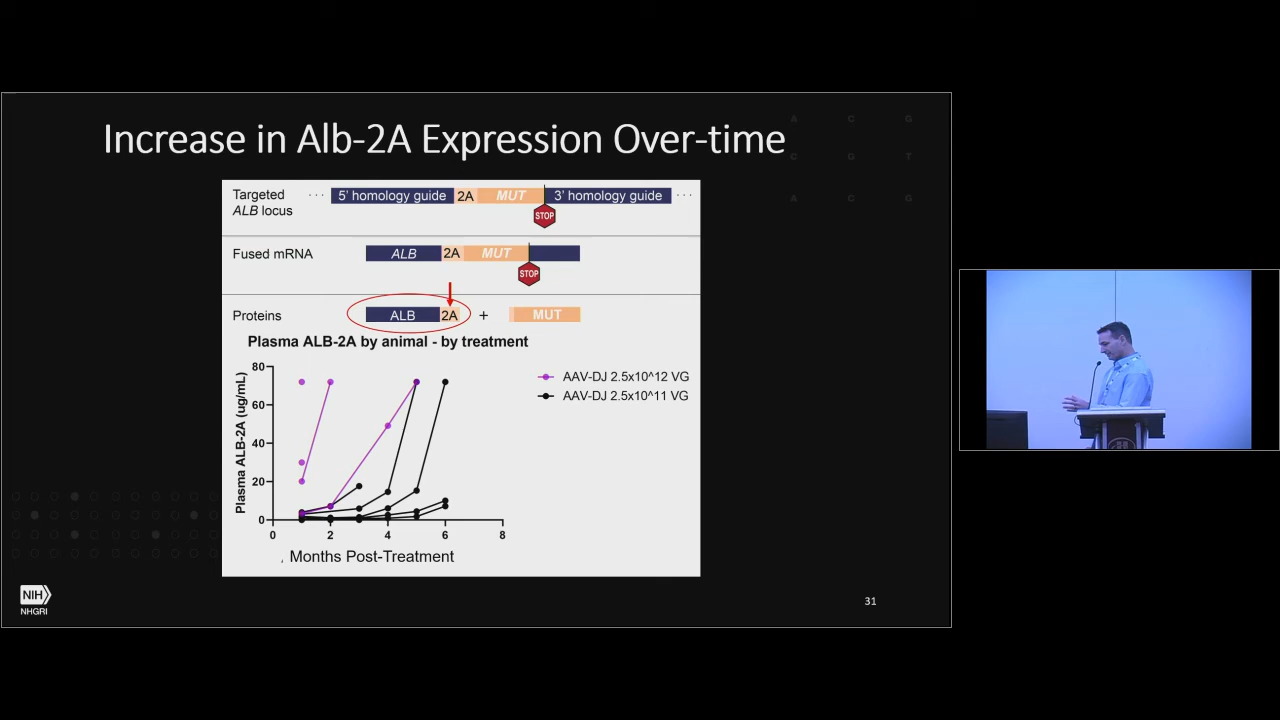 Increase in Alb-2A Expression Over-time
A C G
C G T
A G G
Targeted
ALB locus
··· 5' homology guide 2A MUT 3' homology guide ···
STOP
Fused mRNA
ALB 2A MUT
STOP
Proteins
ALB 2A + MUT
Plasma ALB-2A by animal - by treatment
Plasma ALB-2A (ug/mL)
80
60
40
20
0
0 2 4 6 8
Months Post-Treatment
AAV-DJ 2.5x10^12 VG
AAV-DJ 2.5x10^11 VG
NIH
NHGRI
31